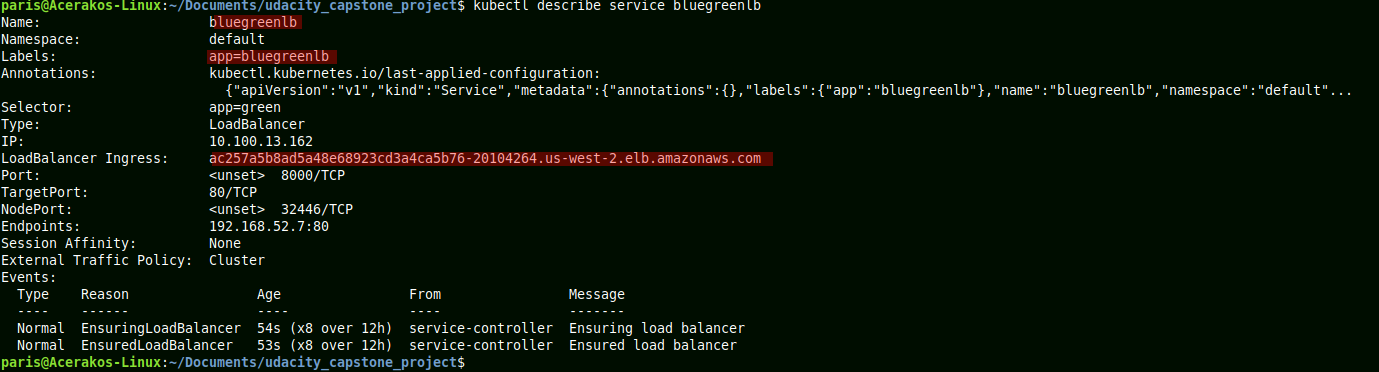 paris@Acerakos-Linux:~/Documents/udacity_capstone_project$ kubectl describe service bluegreenlb
Name:                     bluegreenlb
Namespace:                default
Labels:                   app=bluegreenlb
Annotations:              kubectl.kubernetes.io/last-applied-configuration:
                            {"apiVersion":"v1","kind":"Service","metadata":{"annotations":{},"labels":{"app":"bluegreenlb"},"name":"bluegreenlb","namespace":"default"...
Selector:                 app=green
Type:                     LoadBalancer
IP:                       10.100.13.162
LoadBalancer Ingress:     ac257a5b8ad5a48e68923cd3a4ca5b76-20104264.us-west-2.elb.amazonaws.com
Port:                     <unset>  8000/TCP
TargetPort:               80/TCP
NodePort:                 <unset>  32446/TCP
Endpoints:                192.168.52.7:80
Session Affinity:         None
External Traffic Policy:  Cluster
Events:
  Type    Reason                Age                From                Message
  ----    ------                ----               ----                -------
  Normal  EnsuringLoadBalancer  54s (x8 over 12h)  service-controller  Ensuring load balancer
  Normal  EnsuredLoadBalancer   53s (x8 over 12h)  service-controller  Ensured load balancer
paris@Acerakos-Linux:~/Documents/udacity_capstone_project$